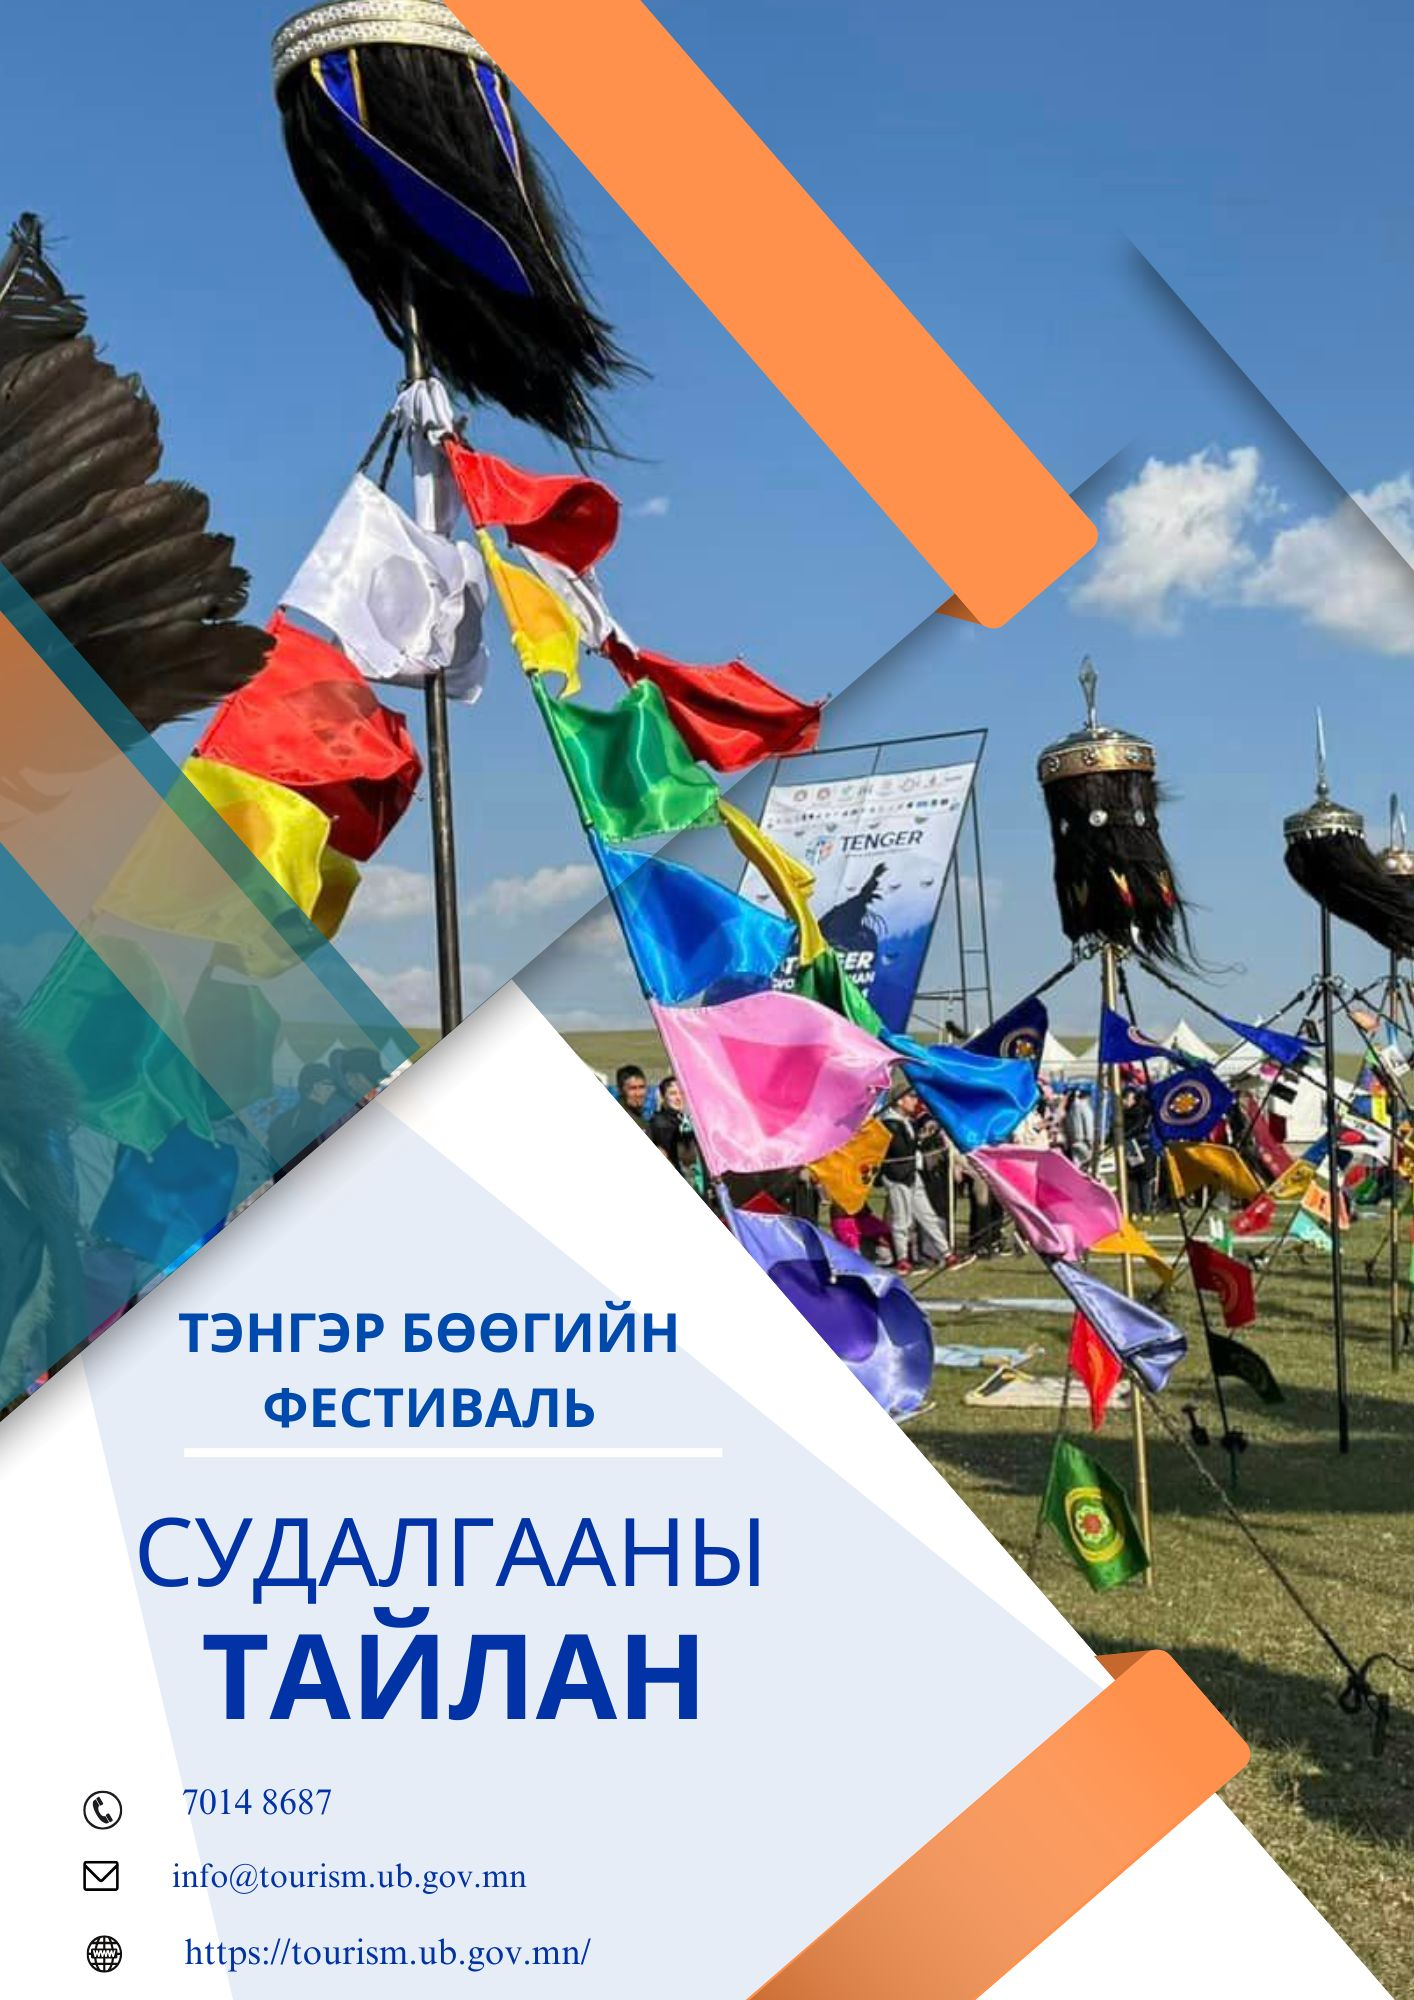 TENGER
ТЭНГЭР БӨӨГИЙН
ФЕСТИВАЛЬ
СУДАЛГААНЫ
ТАЙЛАН
7014 8687
info@tourism.ub.gov.mn
https://tourism.ub.gov.mn/